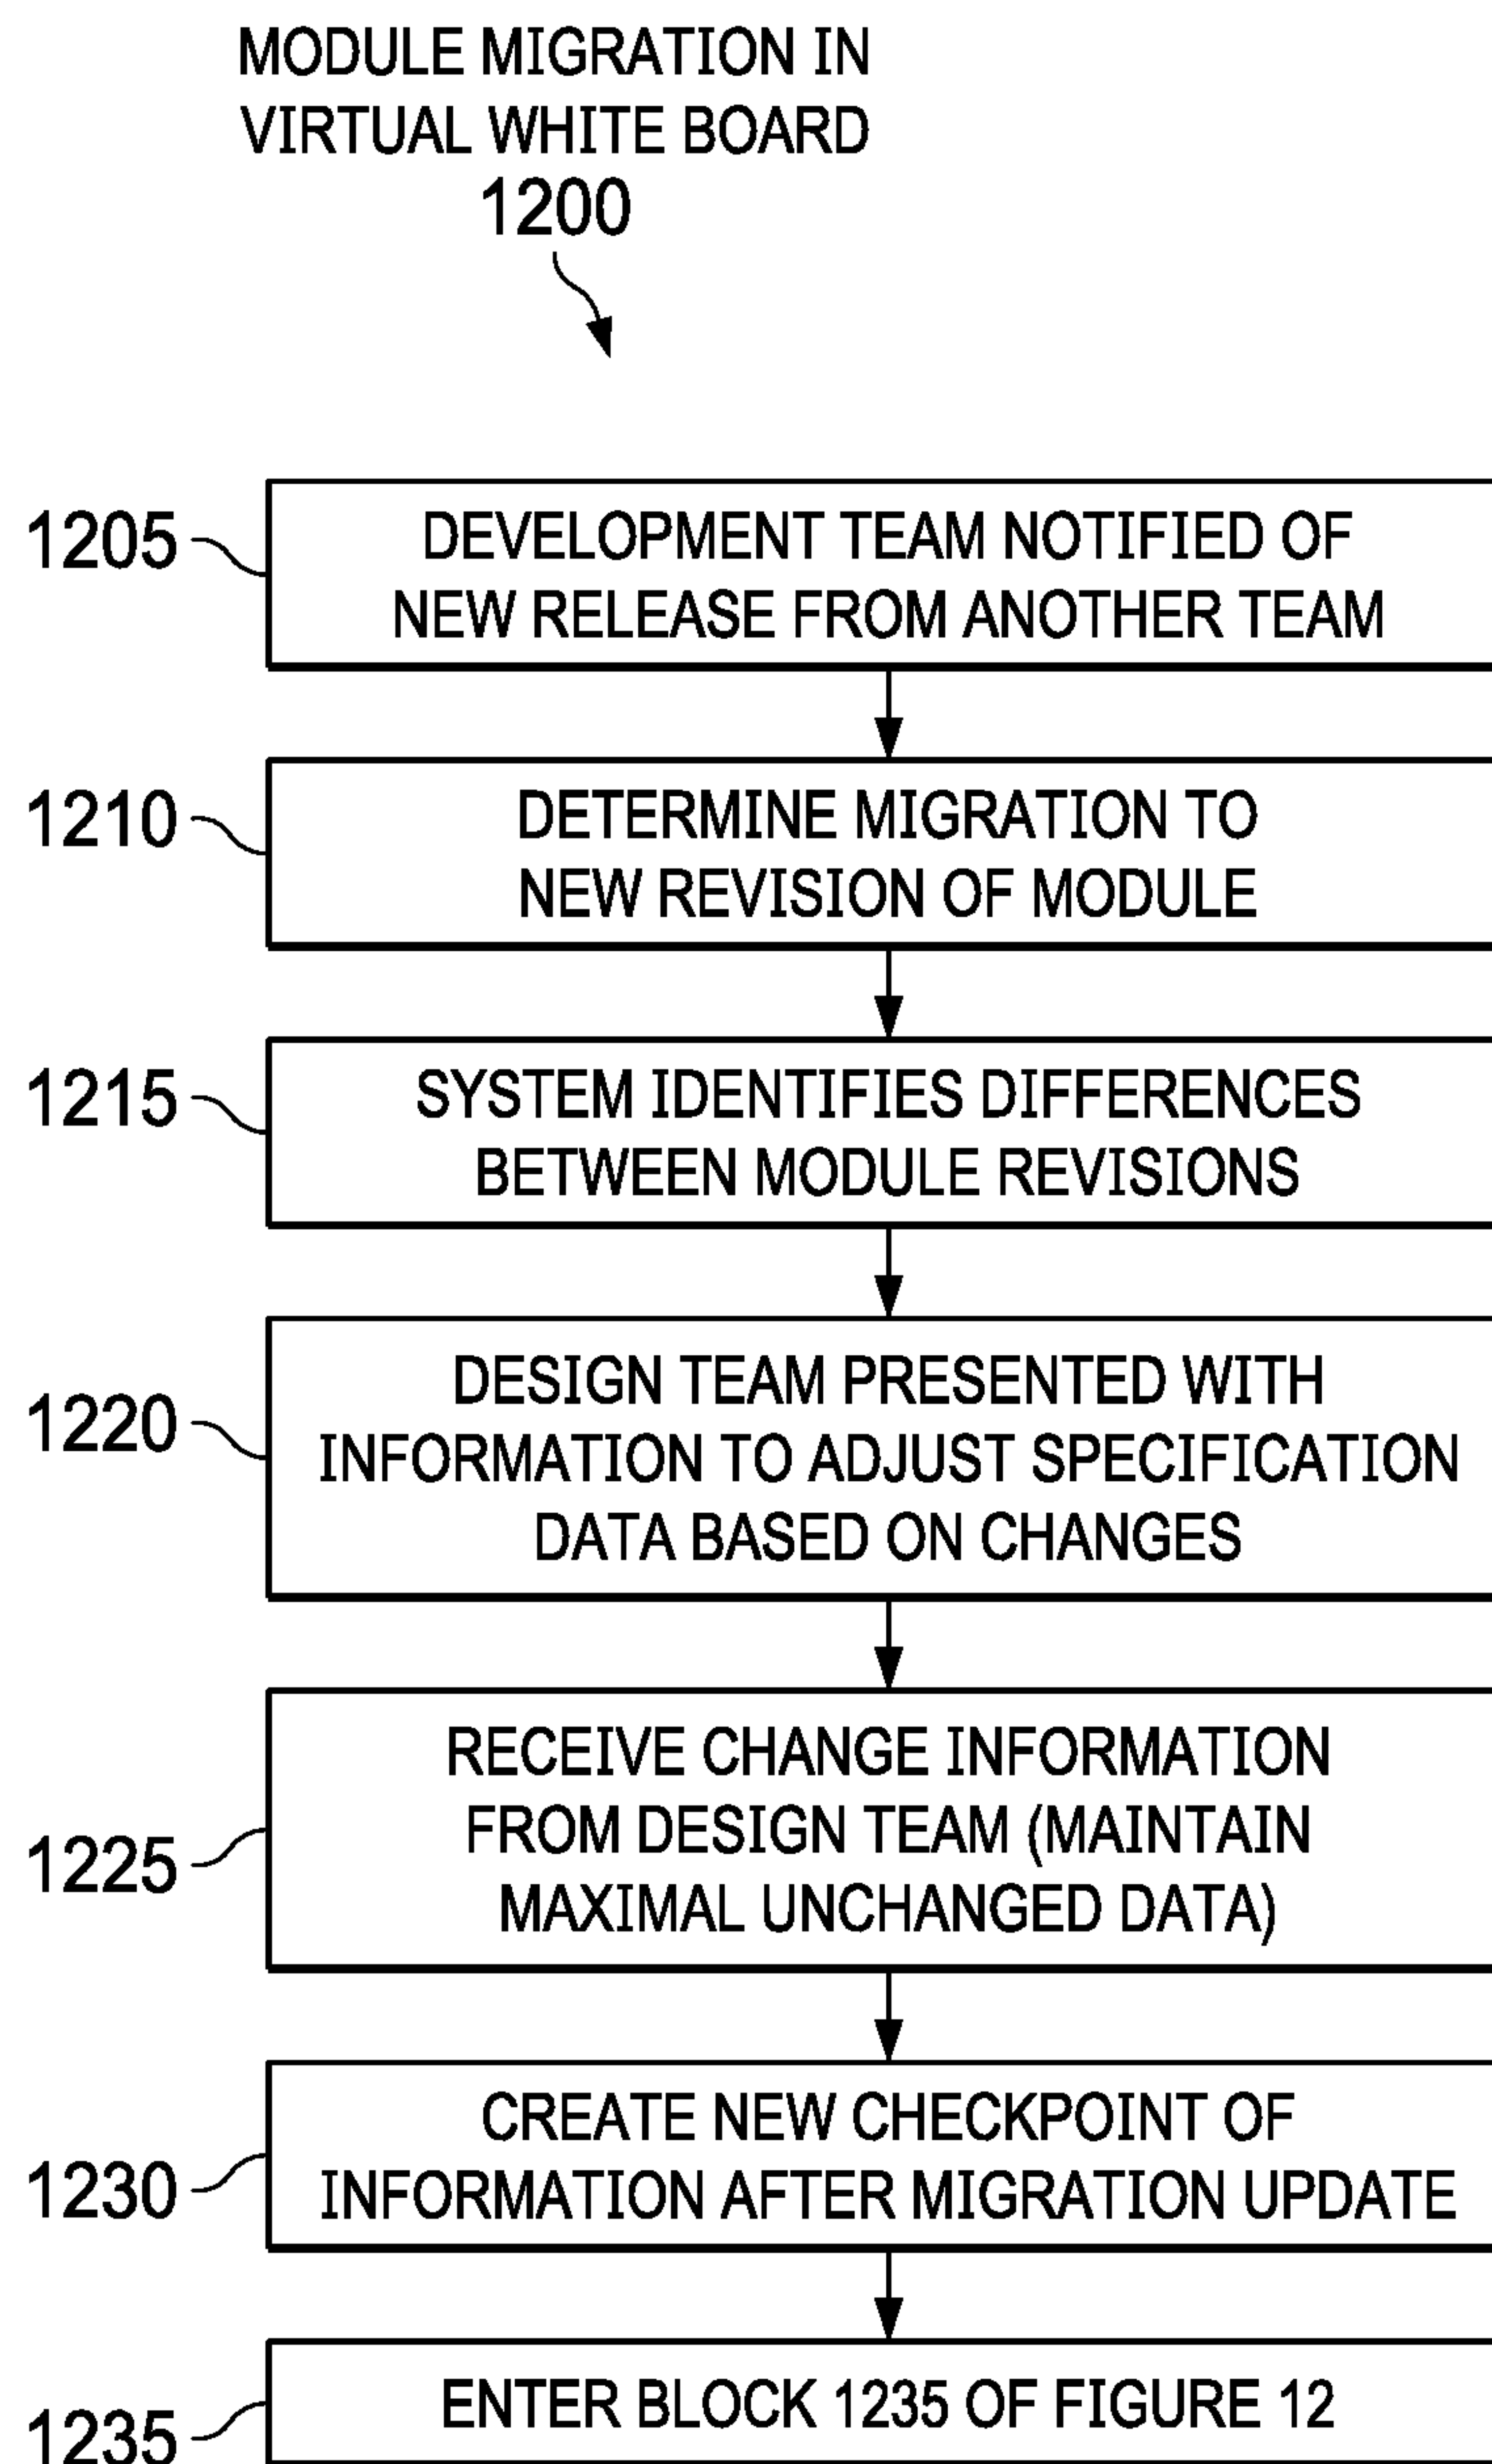 MODULE MIGRATION IN
VIRTUAL WHITE BOARD
1200
1205
DEVELOPMENT TEAM NOTIFIED OF
NEW RELEASE FROM ANOTHER TEAM
1210
DETERMINE MIGRATION TO
NEW REVISION OF MODULE
1215
SYSTEM IDENTIFIES DIFFERENCES
BETWEEN MODULE REVISIONS
1220
DESIGN TEAM PRESENTED WITH
INFORMATION TO ADJUST SPECIFICATION
DATA BASED ON CHANGES
1225
RECEIVE CHANGE INFORMATION
FROM DESIGN TEAM (MAINTAIN
MAXIMAL UNCHANGED DATA)
1230
CREATE NEW CHECKPOINT OF
INFORMATION AFTER MIGRATION UPDATE
1235
ENTER BLOCK 1235 OF FIGURE 12